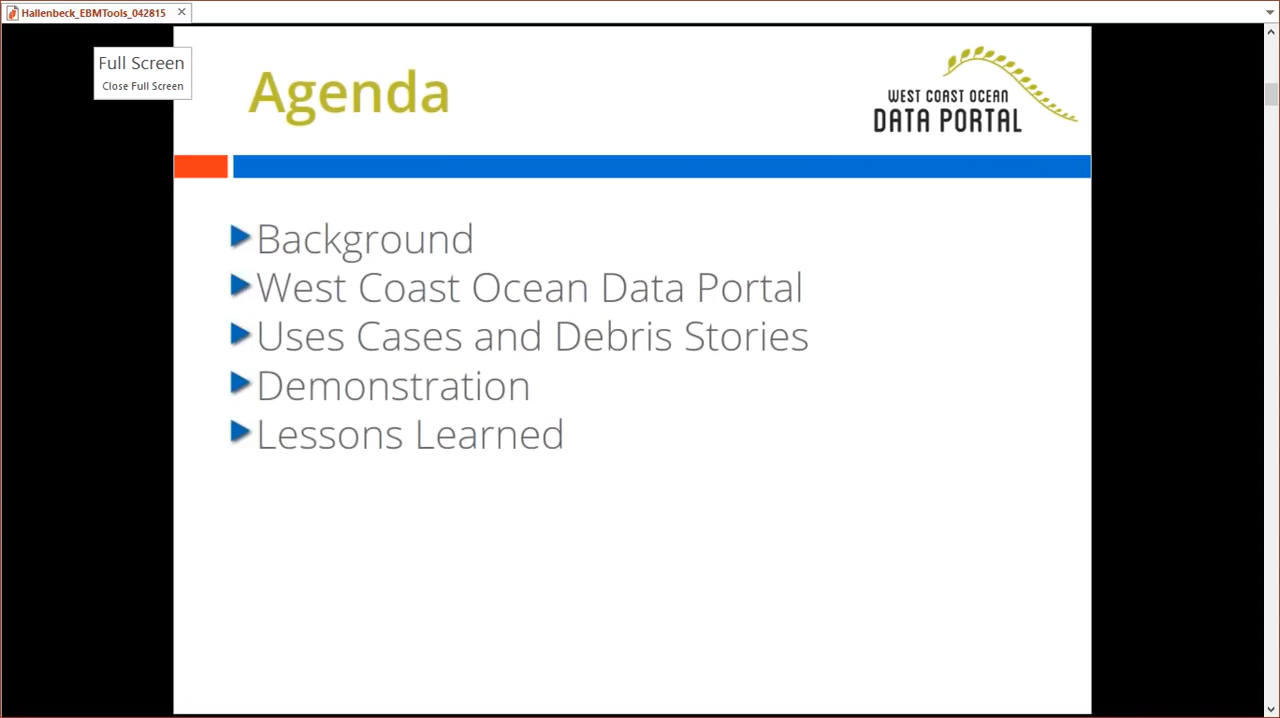 Hallenbeck_EBMTools_042815
Full Screen
Close Full Screen
Agenda
WEST COAST OCEAN
DATA PORTAL
Background
West Coast Ocean Data Portal
Uses Cases and Debris Stories
Demonstration
Lessons Learned